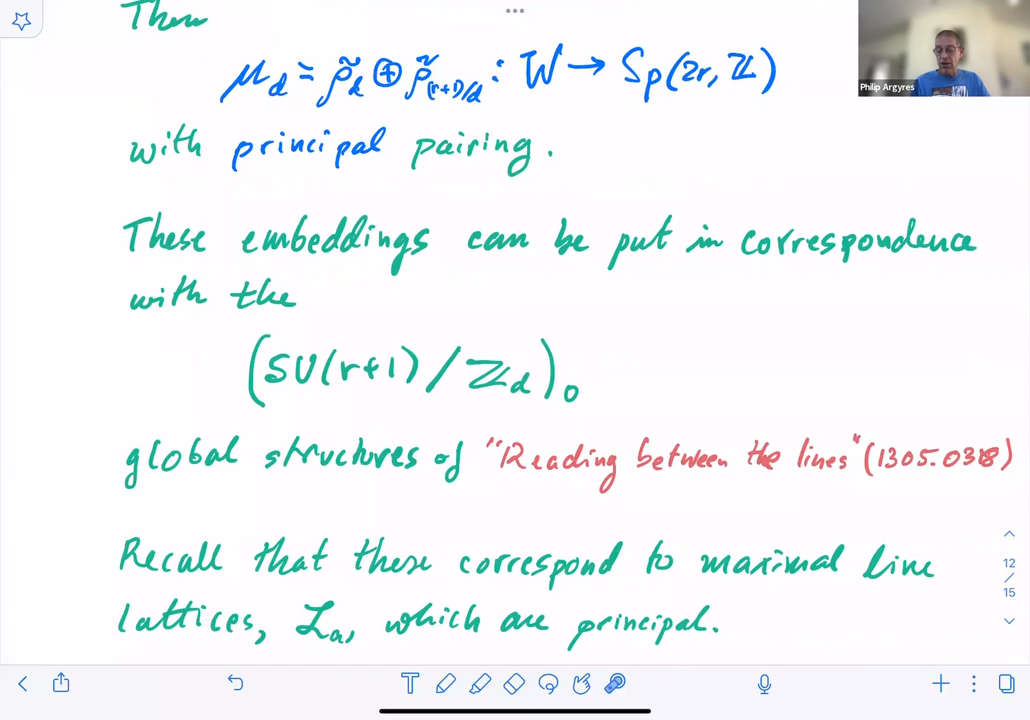 Then
μ_d = ρ̃_d ⊕ ρ̃_{(r+1)/d} : W → Sp(2r, ℤ)
Philip Argyres
with principal pairing.
These embeddings can be put in correspondence
with the
(SU(r+1)/ℤ_d)_0
global structures of "Reading between the lines" (1305.0318)
Recall that these correspond to maximal line
lattices, L_a, which are principal.
12
/
15
T